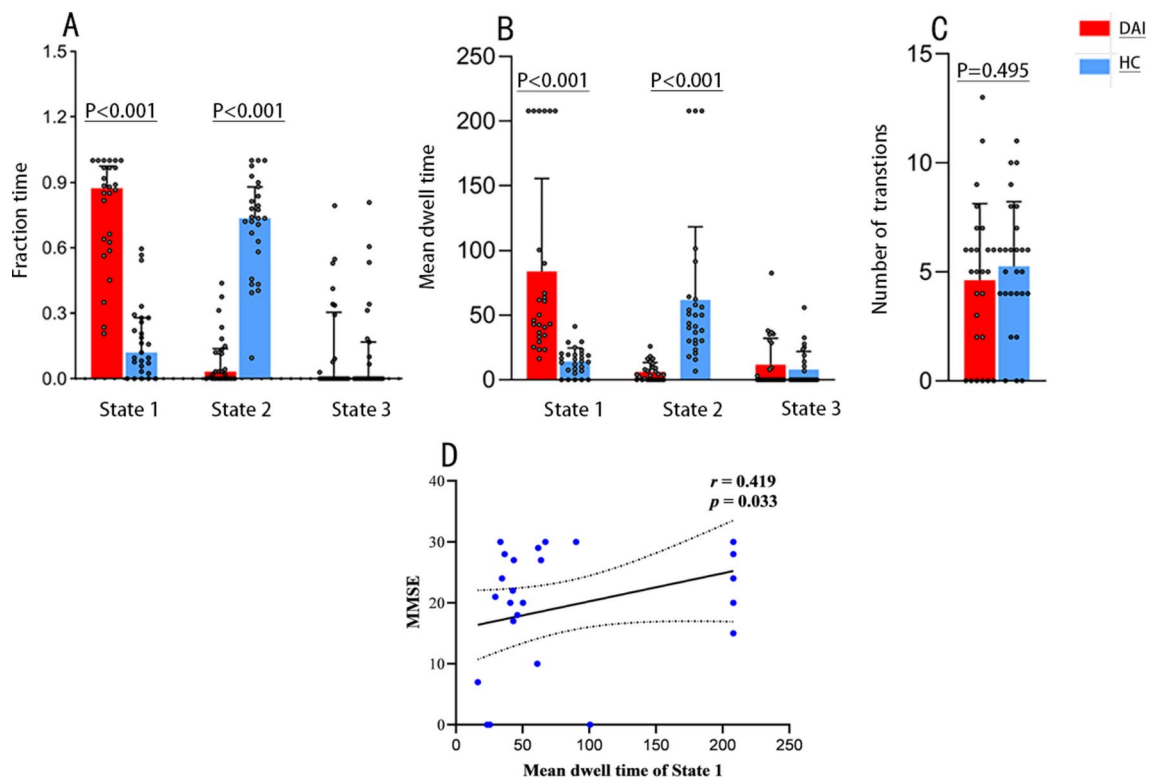 A
B
C
DAI
HC
Fraction time
1.5
1.2
0.9
0.6
0.3
0.0
P<0.001
P<0.001
State 1
State 2
State 3
Mean dwell time
250
200
150
100
50
0
P<0.001
P<0.001
State 1
State 2
State 3
Number of transtions
15
10
5
0
P=0.495
D
r = 0.419
p = 0.033
MMSE
40
30
20
10
0
0 50 100 150 200 250
Mean dwell time of State 1